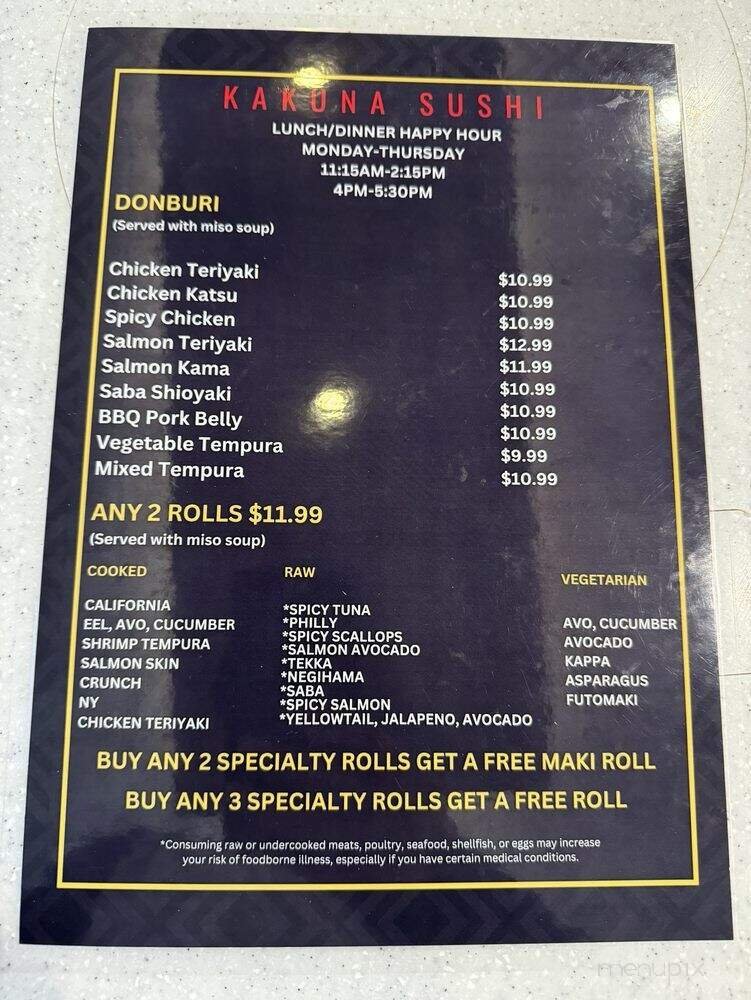 KAKUNA SUSHI
LUNCH/DINNER HAPPY HOUR
MONDAY-THURSDAY
11:15AM-2:15PM
4PM-5:30PM
DONBURI
(Served with miso soup)
Chicken Teriyaki
Chicken Katsu
Spicy Chicken
Salmon Teriyaki
Salmon Kama
Saba Shioyaki
BBQ Pork Belly
Vegetable Tempura
Mixed Tempura
$10.99
$10.99
$10.99
$12.99
$11.99
$10.99
$10.99
$10.99
$9.99
$10.99
ANY 2 ROLLS $11.99
(Served with miso soup)
COOKED
CALIFORNIA
EEL, AVO, CUCUMBER
SHRIMP TEMPURA
SALMON SKIN
CRUNCH
NY
CHICKEN TERIYAKI
RAW
*SPICY TUNA
*PHILLY
*SPICY SCALLOPS
*SALMON AVOCADO
*TEKKA
*NEGIHAMA
*SABA
*SPICY SALMON
*YELLOWTAIL, JALAPENO, AVOCADO
VEGETARIAN
AVO, CUCUMBER
AVOCADO
KAPPA
ASPARAGUS
FUTOMAKI
BUY ANY 2 SPECIALTY ROLLS GET A FREE MAKI ROLL
BUY ANY 3 SPECIALTY ROLLS GET A FREE ROLL
*Consuming raw or undercooked meats, poultry, seafood, shellfish, or eggs may increase
your risk of foodborne illness, especially if you have certain medical conditions.
menupix